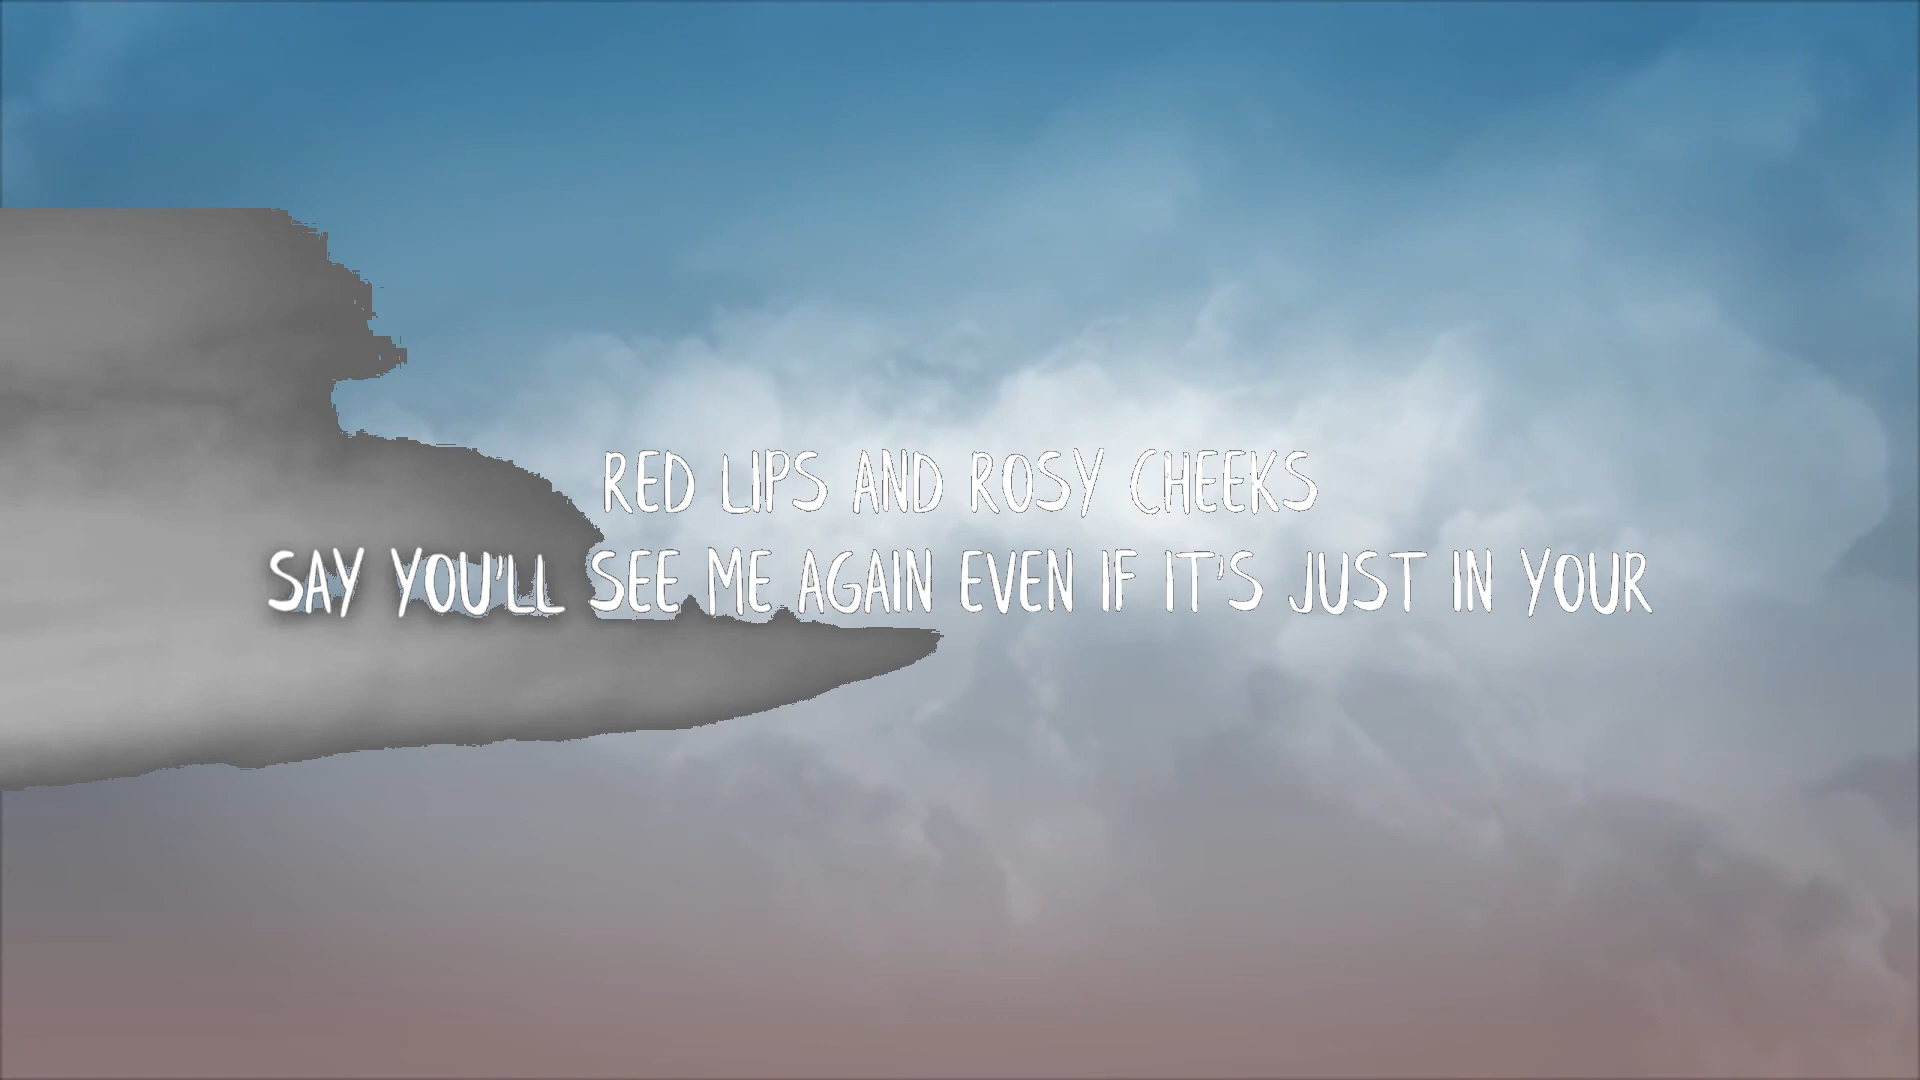 RED LIPS AND ROSY CHEEKS
SAY YOU'LL SEE ME AGAIN EVEN IF IT'S JUST IN YOUR